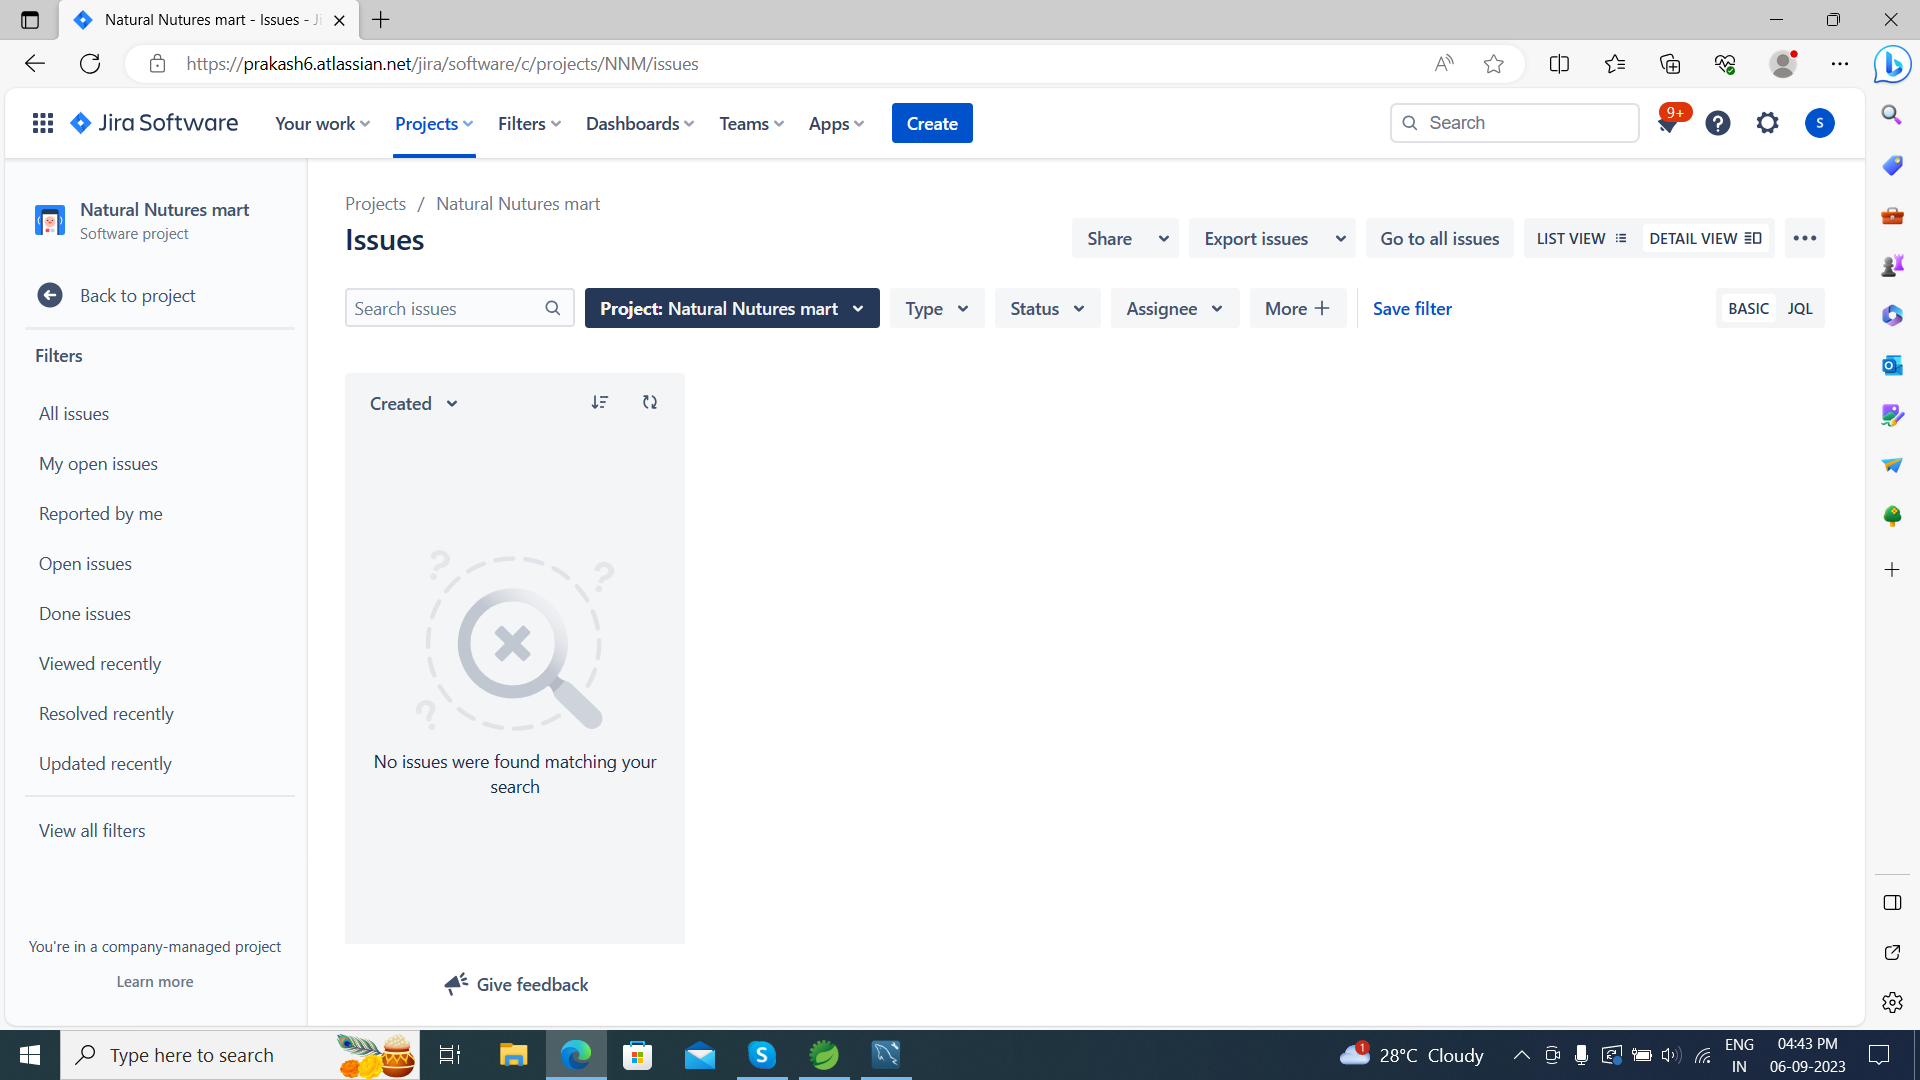 Natural Nutures mart - Issues - Ji
https://prakash6.atlassian.net/jira/software/c/projects/NNM/issues
Jira Software
Your work
Projects
Filters
Dashboards
Teams
Apps
Create
Search
9+
S
Natural Nutures mart
Software project
Back to project
Filters
All issues
My open issues
Reported by me
Open issues
Done issues
Viewed recently
Resolved recently
Updated recently
View all filters
You're in a company-managed project
Learn more
Projects / Natural Nutures mart
Issues
Share
Export issues
Go to all issues
LIST VIEW
DETAIL VIEW
Search issues
Project: Natural Nutures mart
Type
Status
Assignee
More
Save filter
BASIC
JQL
Created
No issues were found matching your
search
Give feedback
Type here to search
1
28°C Cloudy
ENG
IN
04:43 PM
06-09-2023